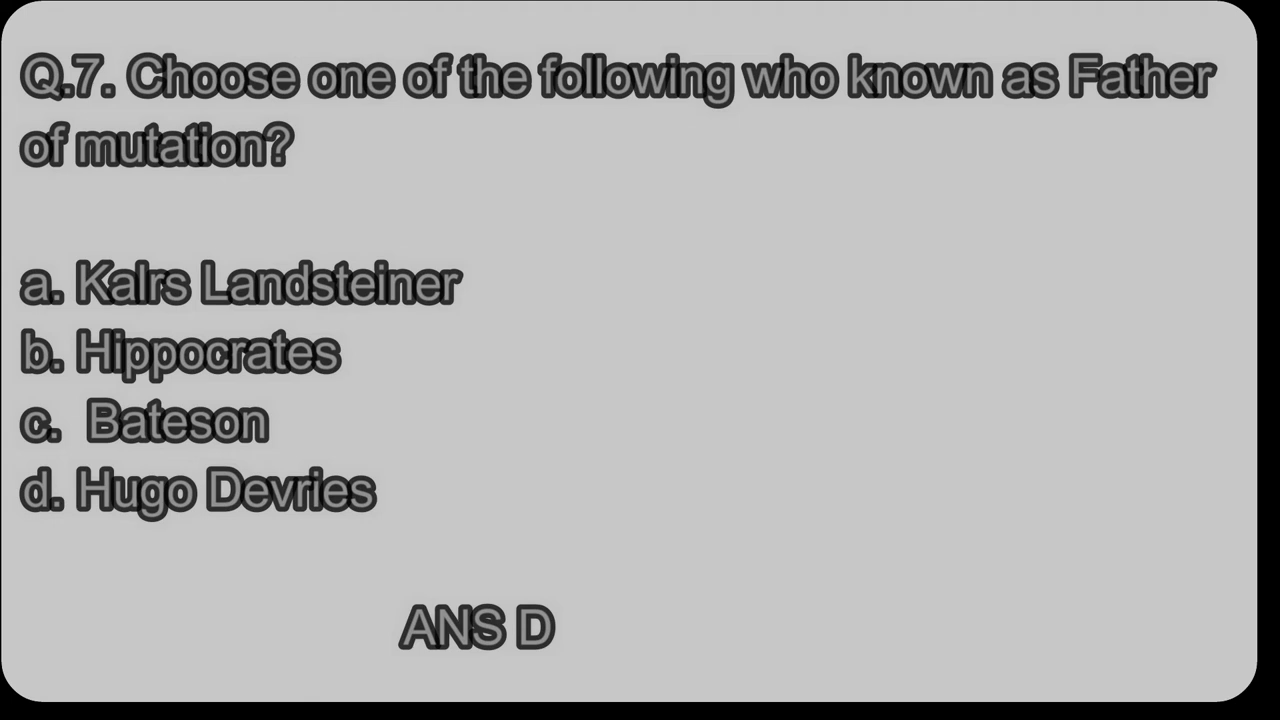 Q.7. Choose one of the following who known as Father
of mutation?
a. Kalrs Landsteiner
b. Hippocrates
c. Bateson
d. Hugo Devries
ANS D